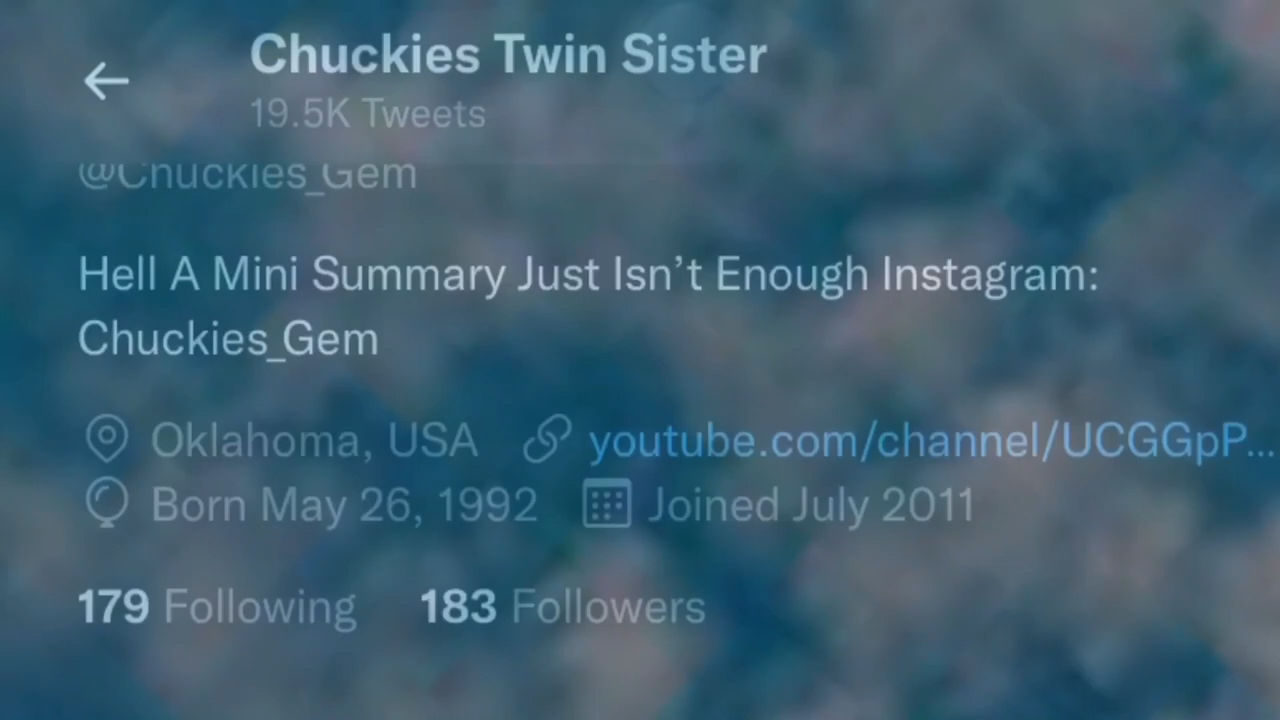 Chuckies Twin Sister
19.5K Tweets
@Chuckies_Gem
Hell A Mini Summary Just Isn’t Enough Instagram:
Chuckies_Gem
Oklahoma, USA youtube.com/channel/UCGGpP...
Born May 26, 1992 Joined July 2011
179 Following 183 Followers